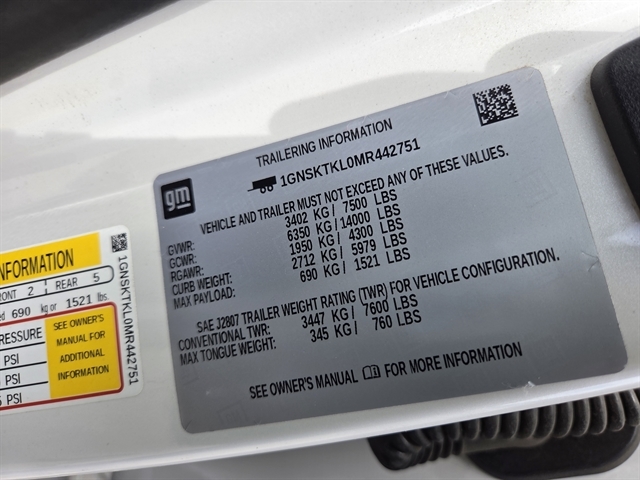 TRAILERING INFORMATION
gm
1GNSKTKL0MR442751
VEHICLE AND TRAILER MUST NOT EXCEED ANY OF THESE VALUES.
GVWR: 3402 KG / 7500 LBS
GCWR: 6350 KG / 14000 LBS
RGAWR: 1950 KG / 4300 LBS
CURB WEIGHT: 2712 KG / 5979 LBS
MAX PAYLOAD: 690 KG / 1521 LBS
SAE J2807 TRAILER WEIGHT RATING (TWR) FOR VEHICLE CONFIGURATION.
CONVENTIONAL TWR: 3447 KG / 7600 LBS
MAX TONGUE WEIGHT: 345 KG / 760 LBS
SEE OWNER'S MANUAL FOR MORE INFORMATION
INFORMATION
FRONT 2 REAR 5
690 kg or 1521 lbs.
PRESSURE
PSI
PSI
PSI
SEE OWNER'S
MANUAL FOR
ADDITIONAL
INFORMATION
1GNSKTKL0MR442751